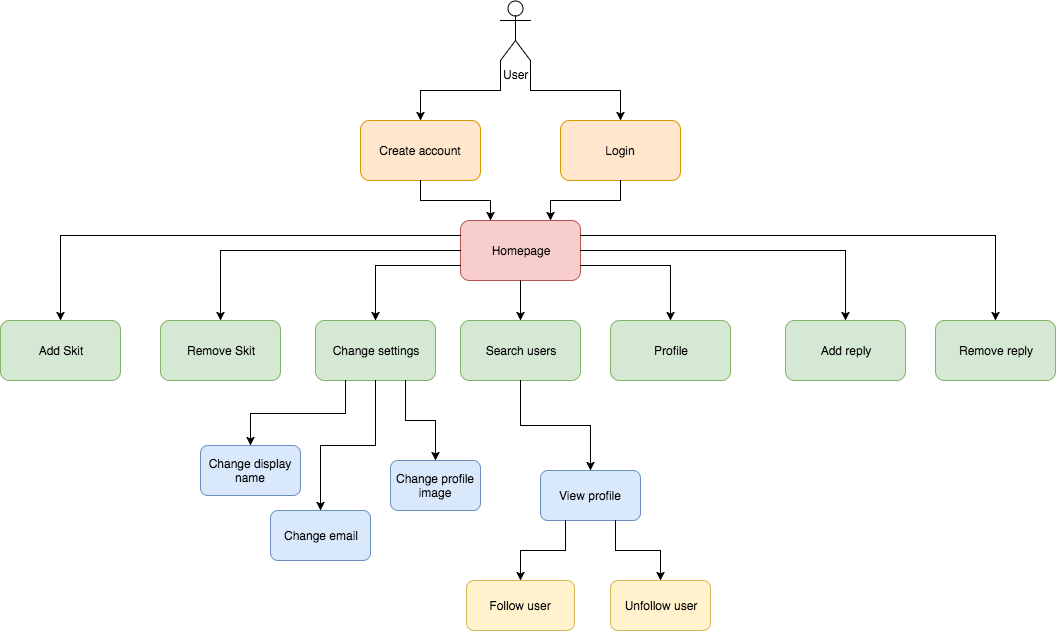 User
Create account
Login
Homepage
Add Skit
Remove Skit
Change settings
Search users
Profile
Add reply
Remove reply
Change display
name
Change profile
image
Change email
View profile
Follow user
Unfollow user